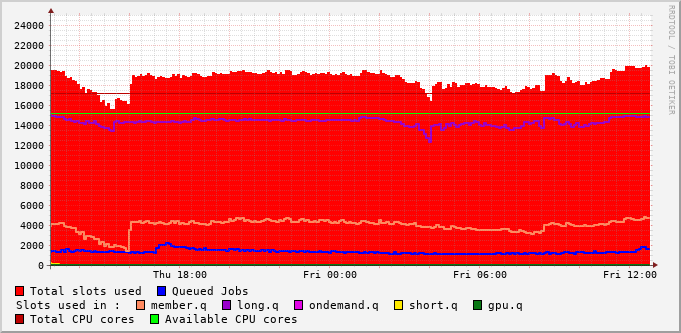 RRDTOOL / TOBI OETIKER
24000
22000
20000
18000
16000
14000
12000
10000
8000
6000
4000
2000
0
Thu 18:00 Fri 00:00 Fri 06:00 Fri 12:00
Total slots used Queued Jobs
Slots used in : member.q long.q ondemand.q short.q gpu.q
Total CPU cores Available CPU cores